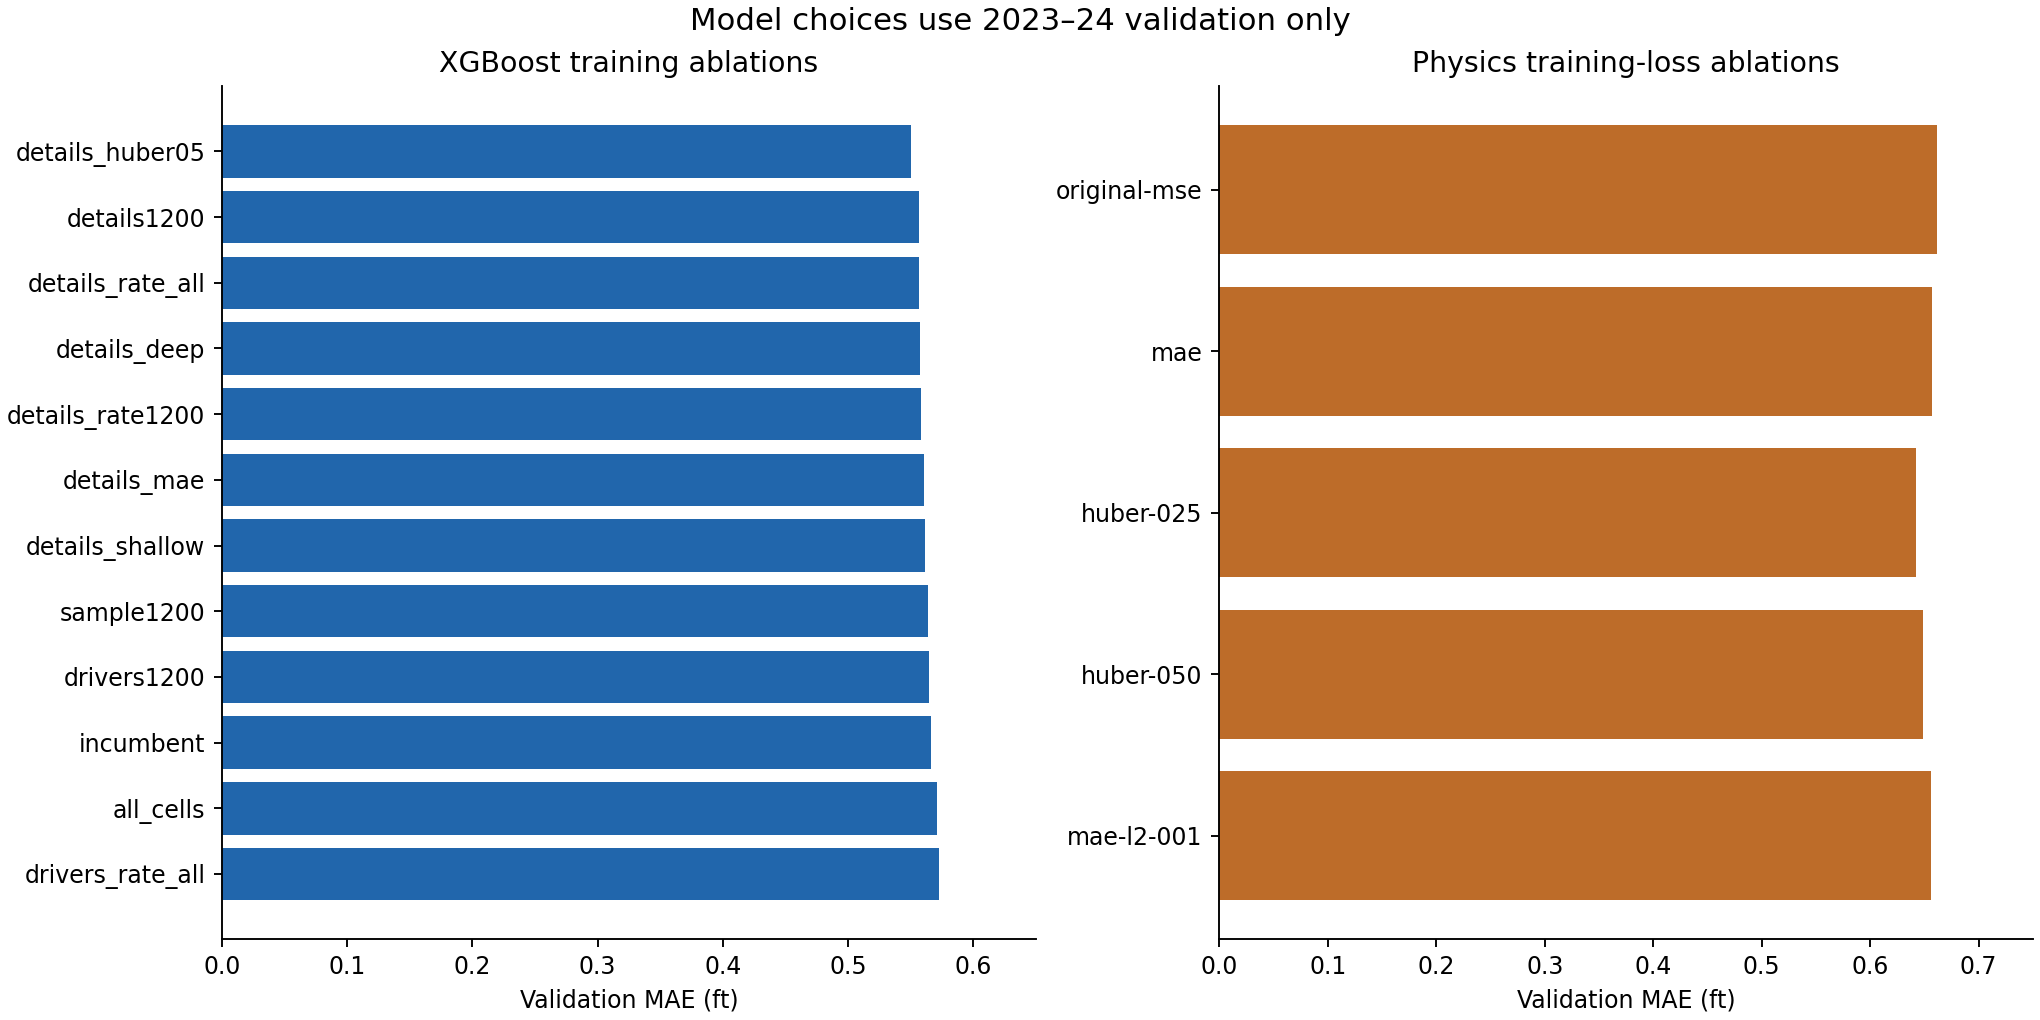 Model choices use 2023–24 validation only
XGBoost training ablations
details_huber05
details1200
details_rate_all
details_deep
details_rate1200
details_mae
details_shallow
sample1200
drivers1200
incumbent
all_cells
drivers_rate_all
0.0 0.1 0.2 0.3 0.4 0.5 0.6
Validation MAE (ft)
Physics training-loss ablations
original-mse
mae
huber-025
huber-050
mae-l2-001
0.0 0.1 0.2 0.3 0.4 0.5 0.6 0.7
Validation MAE (ft)